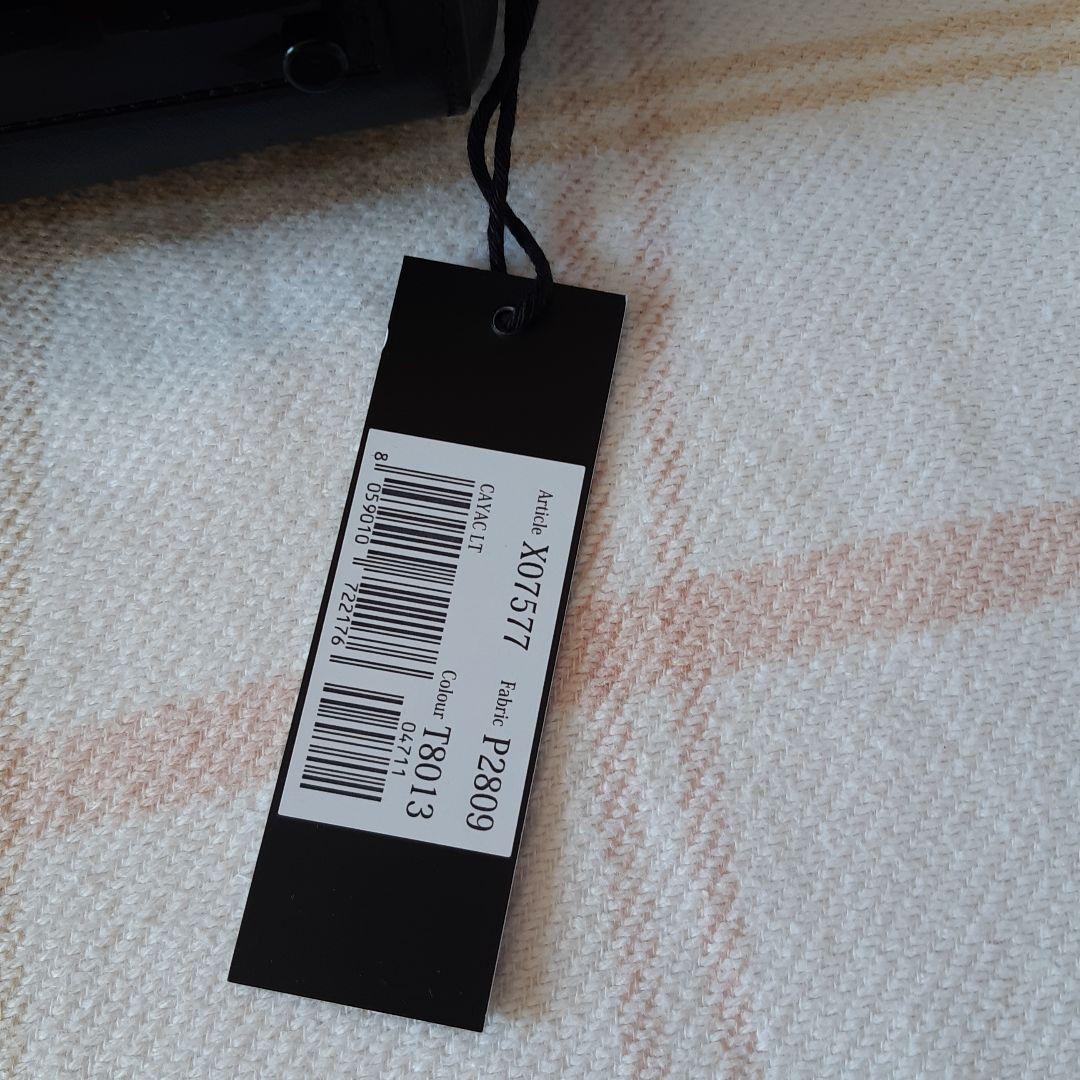 Article X07577 Fabric P2809
CAYAC LT Colour T8013
04711
8 059010 722176